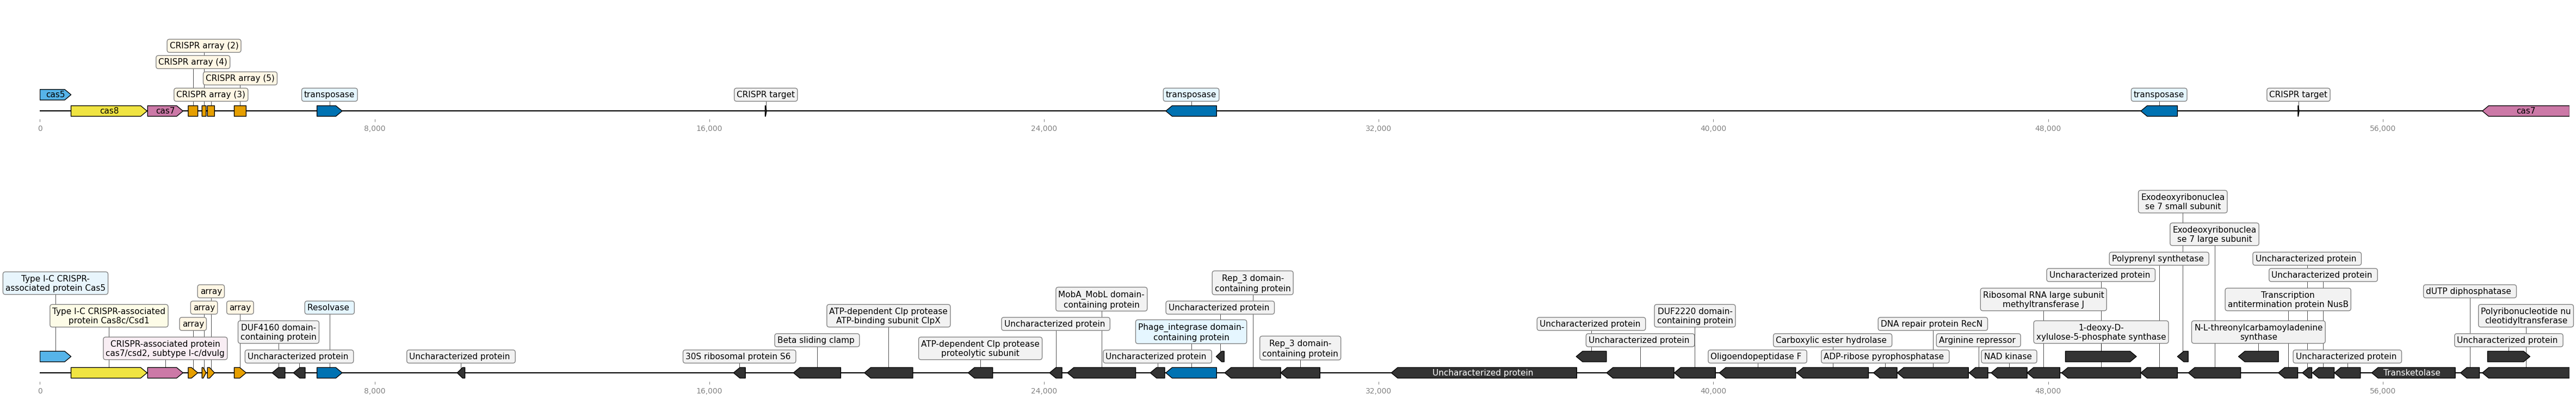 CRISPR array (2)
CRISPR array (4)
CRISPR array (5)
cas5
CRISPR array (3)
transposase
CRISPR target
transposase
transposase
CRISPR target
cas8
cas7
cas7
0
8,000
16,000
24,000
32,000
40,000
48,000
56,000
Exodeoxyribonuclea
se 7 small subunit
Exodeoxyribonuclea
se 7 large subunit
Polyprenyl synthetase
Uncharacterized protein
Uncharacterized protein
Uncharacterized protein
Type I-C CRISPR-
associated protein Cas5
Rep_3 domain-
containing protein
array
MobA_MobL domain-
containing protein
Ribosomal RNA large subunit
methyltransferase J
Transcription
antitermination protein NusB
dUTP diphosphatase
array
array
Resolvase
Uncharacterized protein
Type I-C CRISPR-associated
protein Cas8c/Csd1
ATP-dependent Clp protease
ATP-binding subunit ClpX
DUF2220 domain-
containing protein
Polyribonucleotide nu
cleotidyltransferase
array
DUF4160 domain-
containing protein
Uncharacterized protein
Phage_integrase domain-
containing protein
Uncharacterized protein
DNA repair protein RecN
1-deoxy-D-
xylulose-5-phosphate synthase
N-L-threonylcarbamoyladenine
synthase
CRISPR-associated protein
cas7/csd2, subtype I-c/dvulg
Beta sliding clamp
ATP-dependent Clp protease
proteolytic subunit
Rep_3 domain-
containing protein
Uncharacterized protein
Carboxylic ester hydrolase
Arginine repressor
Uncharacterized protein
Uncharacterized protein
Uncharacterized protein
30S ribosomal protein S6
Uncharacterized protein
Oligoendopeptidase F
ADP-ribose pyrophosphatase
NAD kinase
Uncharacterized protein
Uncharacterized protein
Transketolase
0
8,000
16,000
24,000
32,000
40,000
48,000
56,000